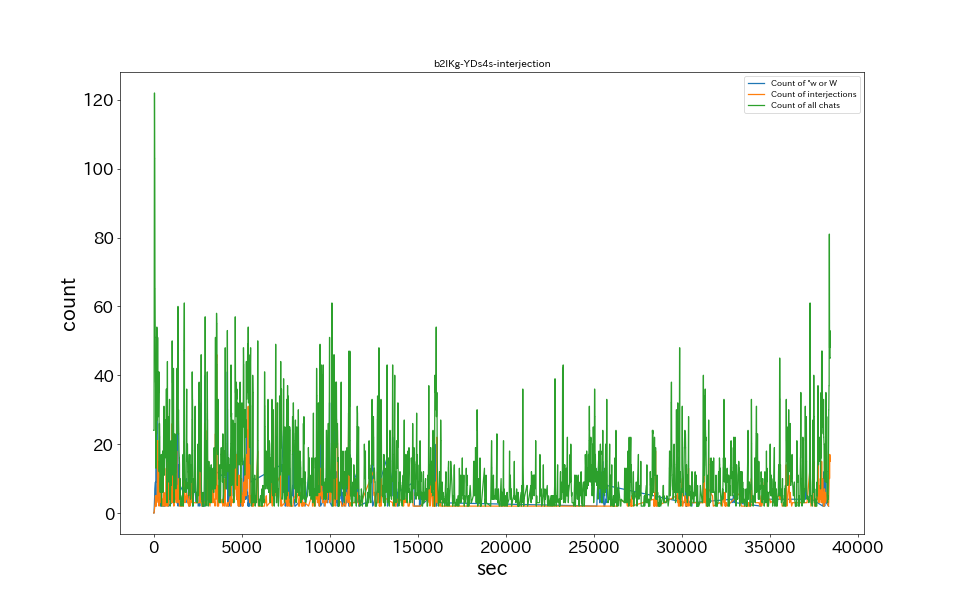 b2IKg-YDs4s-interjection
Count of "w or W
Count of interjections
Count of all chats
count
120
100
80
60
40
20
0
0 5000 10000 15000 20000 25000 30000 35000 40000
sec